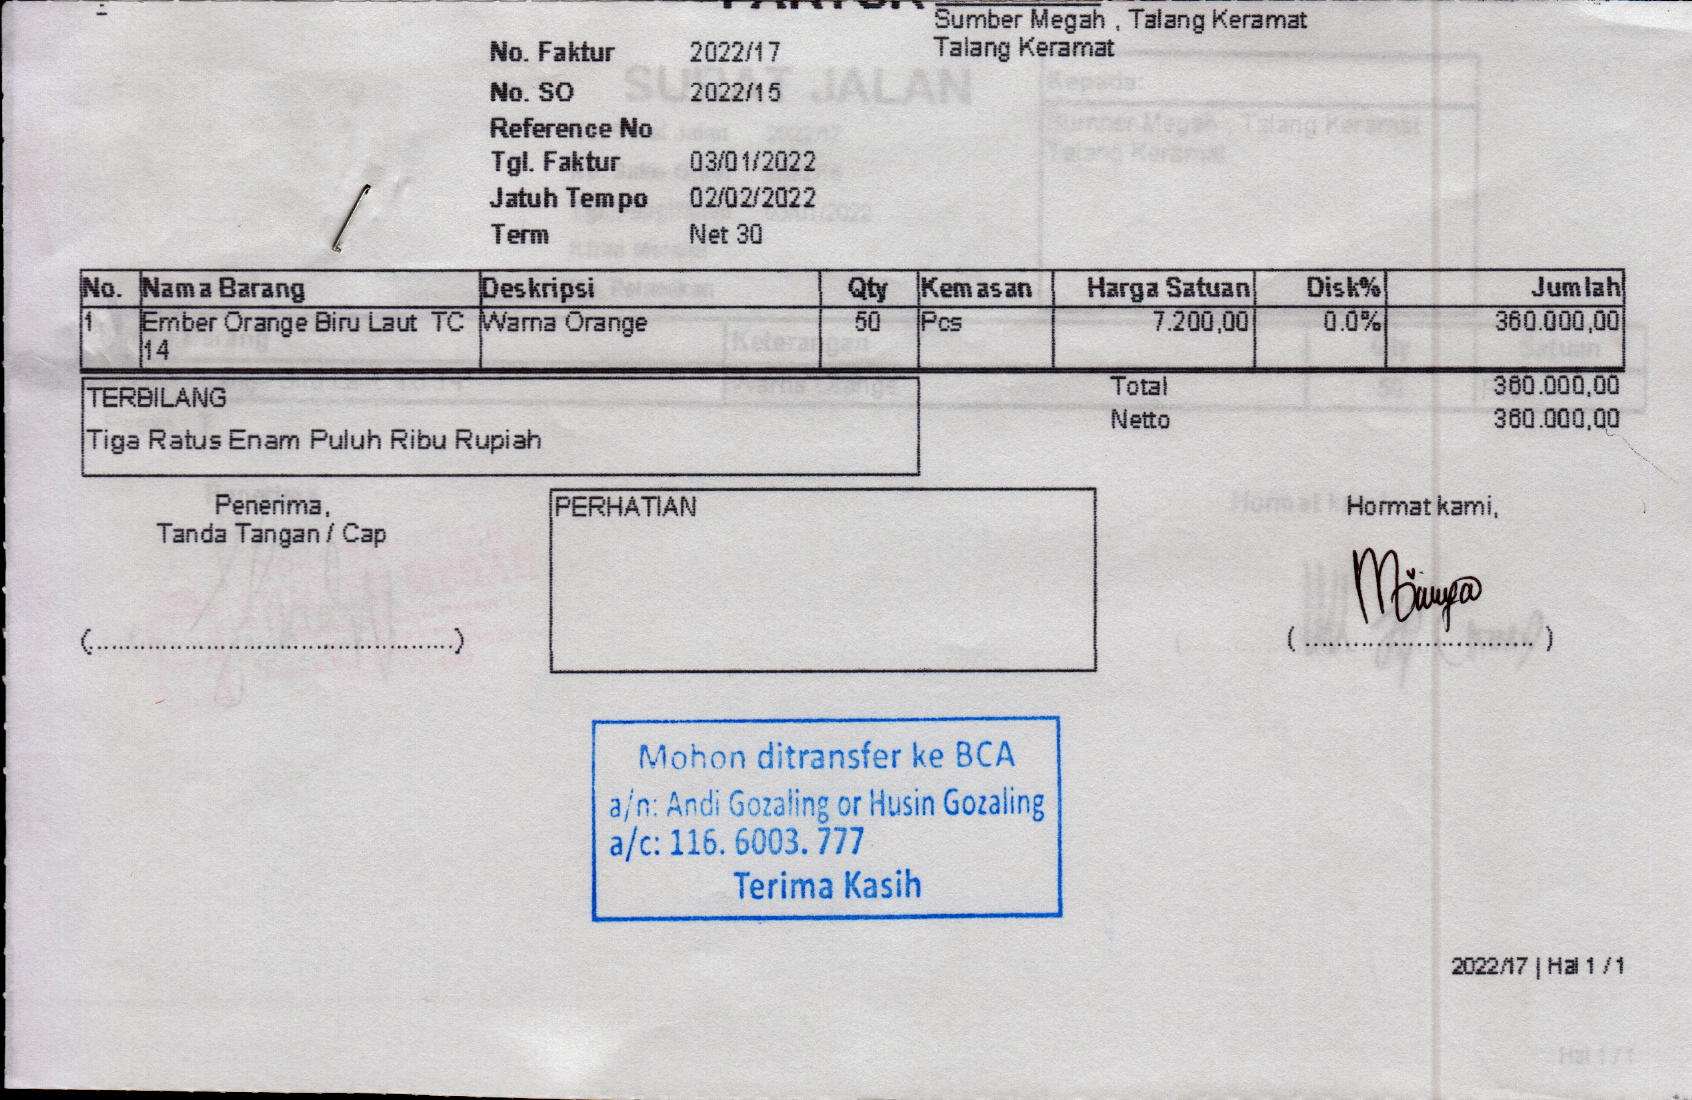 FAKTUR
Sumber Megah , Talang Keramat
Talang Keramat
No. Faktur 2022/17
No. SO 2022/15
Reference No
Tgl. Faktur 03/01/2022
Jatuh Tempo 02/02/2022
Term Net 30
No. Nama Barang Deskripsi Qty Kemasan Harga Satuan Disk% Jumlah
1 Ember Orange Biru Laut TC Warna Orange 50 Pcs 7.200,00 0.0% 360.000,00
14
Total 360.000,00
Netto 360.000,00
TERBILANG
Tiga Ratus Enam Puluh Ribu Rupiah
Penerima,
Tanda Tangan / Cap
(................................................)
PERHATIAN
Hormat kami,
( .............................. )
Mohon ditransfer ke BCA
a/n: Andi Gozaling or Husin Gozaling
a/c: 116. 6003. 777
Terima Kasih
2022/17 | Hal 1 / 1